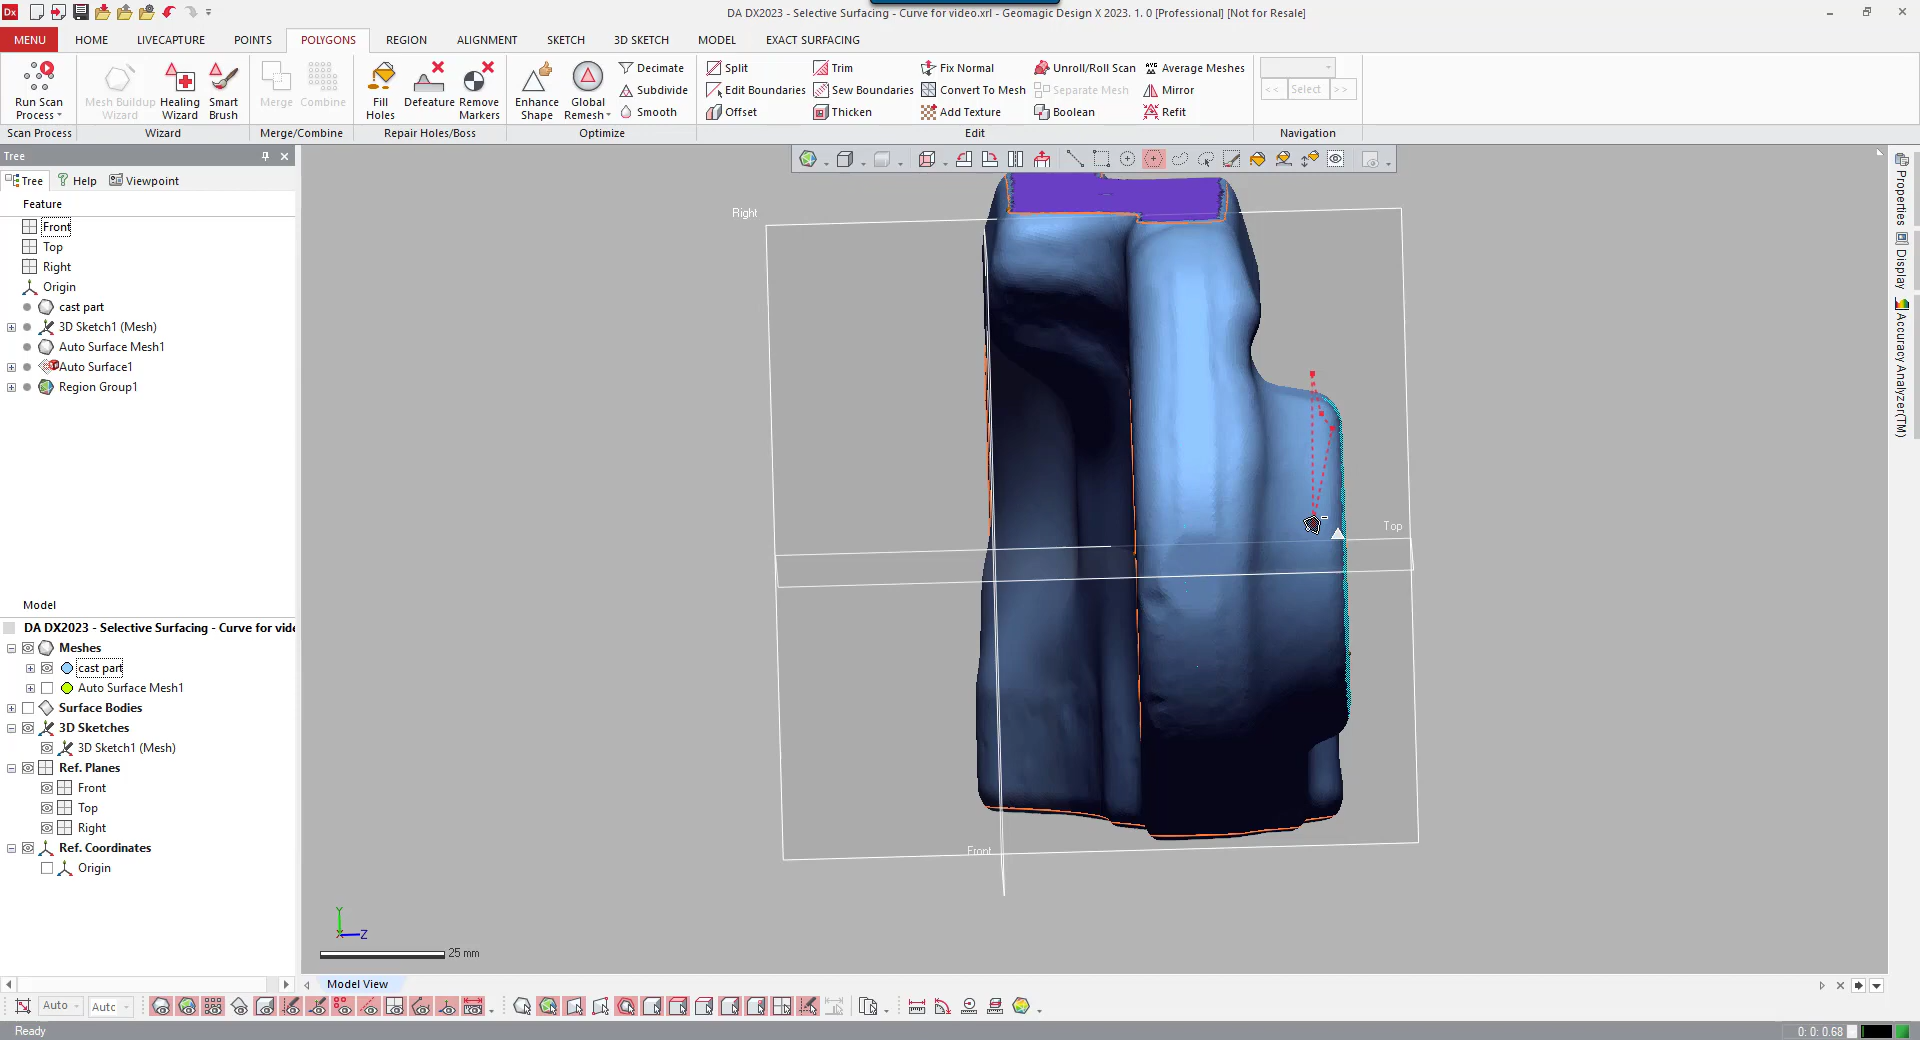 Dx
DA DX2023 - Selective Surfacing - Curve for video.xrl - Geomagic Design X 2023. 1. 0 [Professional] [Not for Resale]
MENU HOME LIVECAPTURE POINTS POLYGONS REGION ALIGNMENT SKETCH 3D SKETCH MODEL EXACT SURFACING
Run Scan Process
Mesh Buildup Wizard
Healing Wizard
Smart Brush
Merge
Combine
Fill Holes
Defeature
Remove Markers
Enhance Shape
Global Remesh
Decimate
Subdivide
Smooth
Split
Edit Boundaries
Offset
Trim
Sew Boundaries
Thicken
Fix Normal
Convert To Mesh
Add Texture
Unroll/Roll Scan
Separate Mesh
Boolean
AVG Average Meshes
Mirror
Refit
<< Select >>
Scan Process Wizard Merge/Combine Repair Holes/Boss Optimize Edit Navigation
Tree
Tree Help Viewpoint
Feature
Front
Top
Right
Origin
cast part
3D Sketch1 (Mesh)
Auto Surface Mesh1
Auto Surface1
Region Group1
Model
DA DX2023 - Selective Surfacing - Curve for vide
Meshes
cast part
Auto Surface Mesh1
Surface Bodies
3D Sketches
3D Sketch1 (Mesh)
Ref. Planes
Front
Top
Right
Ref. Coordinates
Origin
Right
Top
Front
Y
Z
25 mm
Properties
Display
Accuracy Analyzer(TM)
Model View
Auto Autc
Ready
0: 0: 0.68